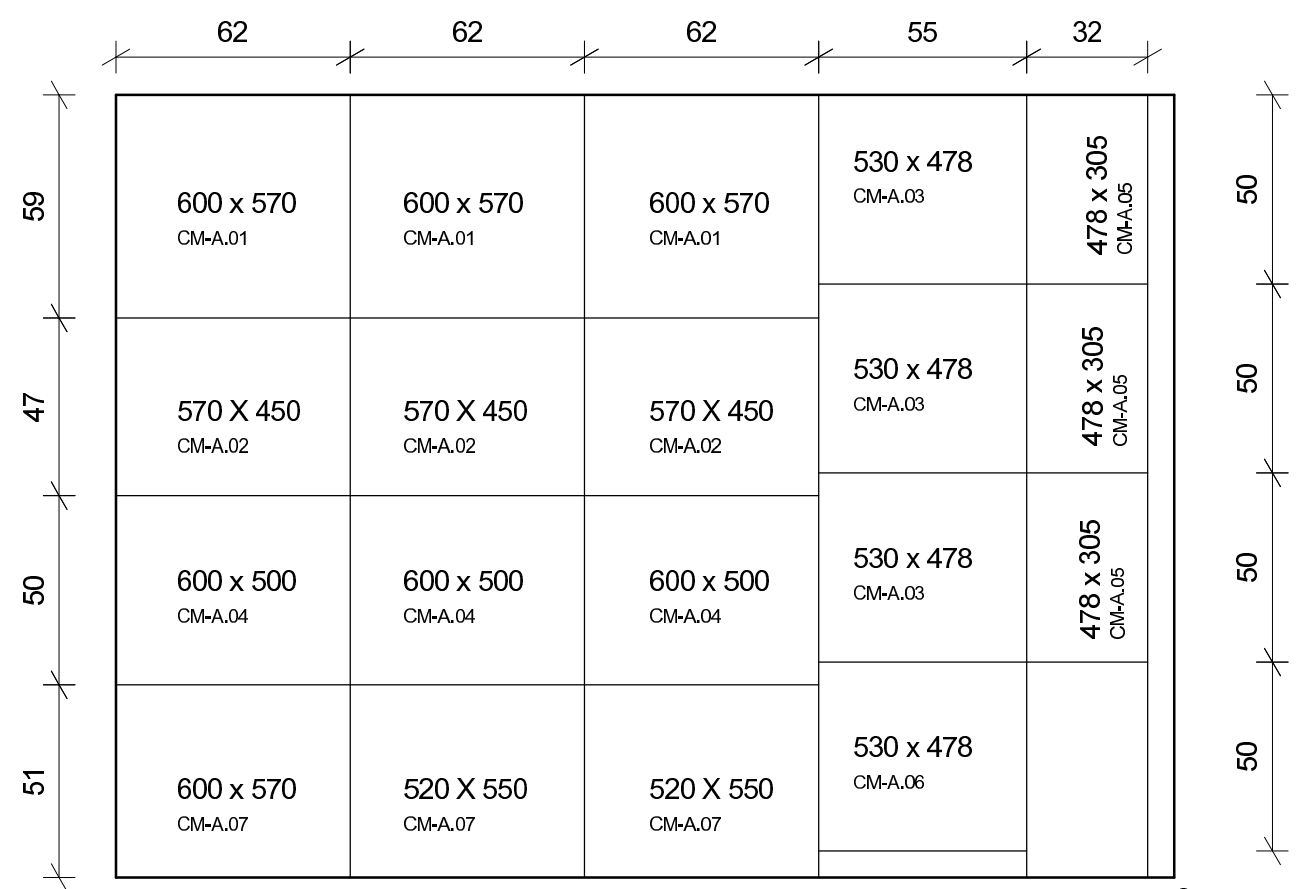 62 62 62 55 32
59
47
50
51
600 x 570
CM-A.01
600 x 570
CM-A.01
600 x 570
CM-A.01
530 x 478
CM-A.03
478 x 305
CM-A.05
570 X 450
CM-A.02
570 X 450
CM-A.02
570 X 450
CM-A.02
530 x 478
CM-A.03
478 x 305
CM-A.05
600 x 500
CM-A.04
600 x 500
CM-A.04
600 x 500
CM-A.04
530 x 478
CM-A.03
478 x 305
CM-A.05
600 x 570
CM-A.07
520 X 550
CM-A.07
520 X 550
CM-A.07
530 x 478
CM-A.06
50
50
50
50